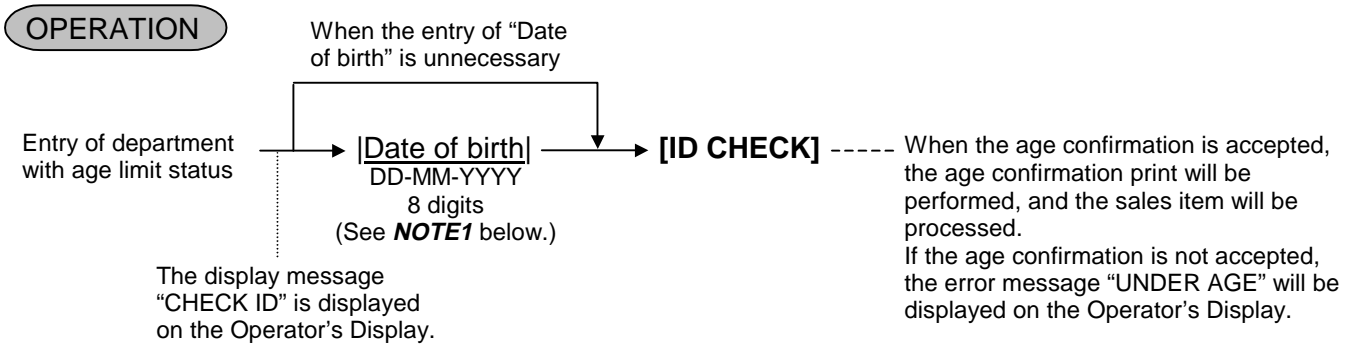 OPERATION
When the entry of “Date
of birth” is unnecessary
Entry of department
with age limit status
|Date of birth|
DD-MM-YYYY
8 digits
(See NOTE1 below.)
[ID CHECK]
When the age confirmation is accepted,
the age confirmation print will be
performed, and the sales item will be
processed.
If the age confirmation is not accepted,
the error message “UNDER AGE” will be
displayed on the Operator’s Display.
The display message
“CHECK ID” is displayed
on the Operator’s Display.